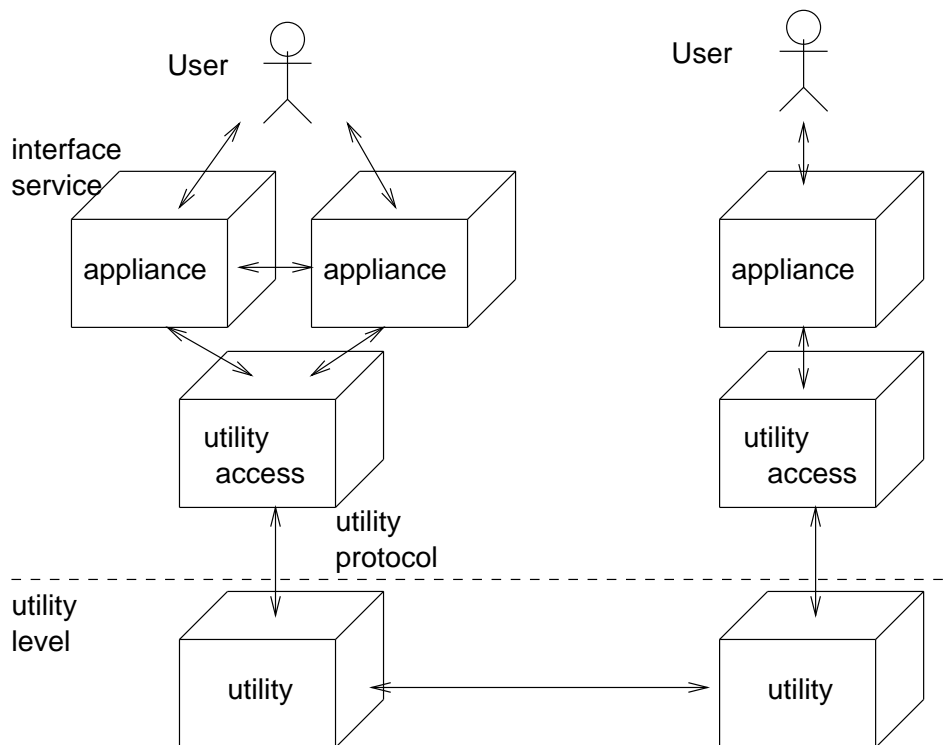 User
User
interface
service
appliance
appliance
appliance
utility
access
utility
access
utility
protocol
utility
level
utility
utility